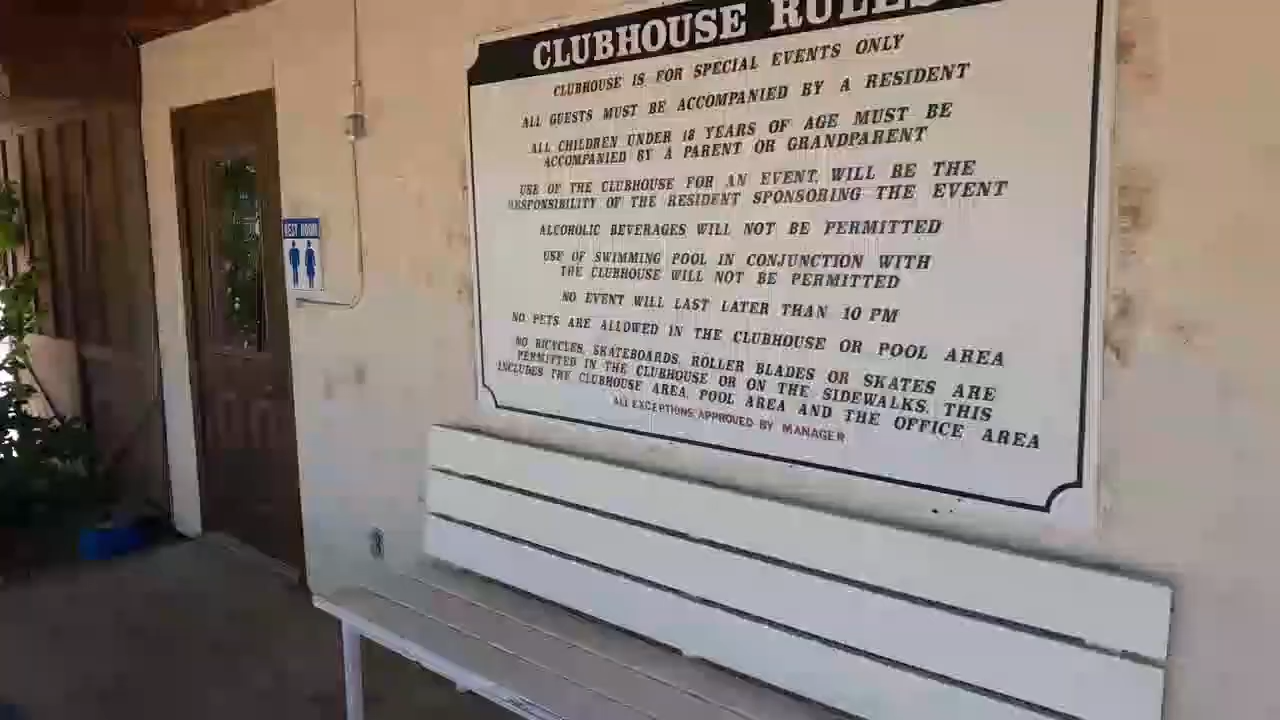 CLUBHOUSE RULES
CLUBHOUSE IS FOR SPECIAL EVENTS ONLY
ALL GUESTS MUST BE ACCOMPANIED BY A RESIDENT
ALL CHILDREN UNDER 18 YEARS OF AGE MUST BE
ACCOMPANIED BY A PARENT OR GRANDPARENT
USE OF THE CLUBHOUSE FOR AN EVENT, WILL BE THE
RESPONSIBILITY OF THE RESIDENT SPONSORING THE EVENT
ALCOHOLIC BEVERAGES WILL NOT BE PERMITTED
USE OF SWIMMING POOL IN CONJUNCTION WITH
THE CLUBHOUSE WILL NOT BE PERMITTED
NO EVENT WILL LAST LATER THAN 10 PM
NO PETS ARE ALLOWED IN THE CLUBHOUSE OR POOL AREA
NO BICYCLES, SKATEBOARDS, ROLLER BLADES OR SKATES ARE
PERMITTED IN THE CLUBHOUSE OR ON THE SIDEWALKS, THIS
INCLUDES THE CLUBHOUSE AREA, POOL AREA AND THE OFFICE AREA
ALL EXCEPTIONS APPROVED BY MANAGER
REST ROOM